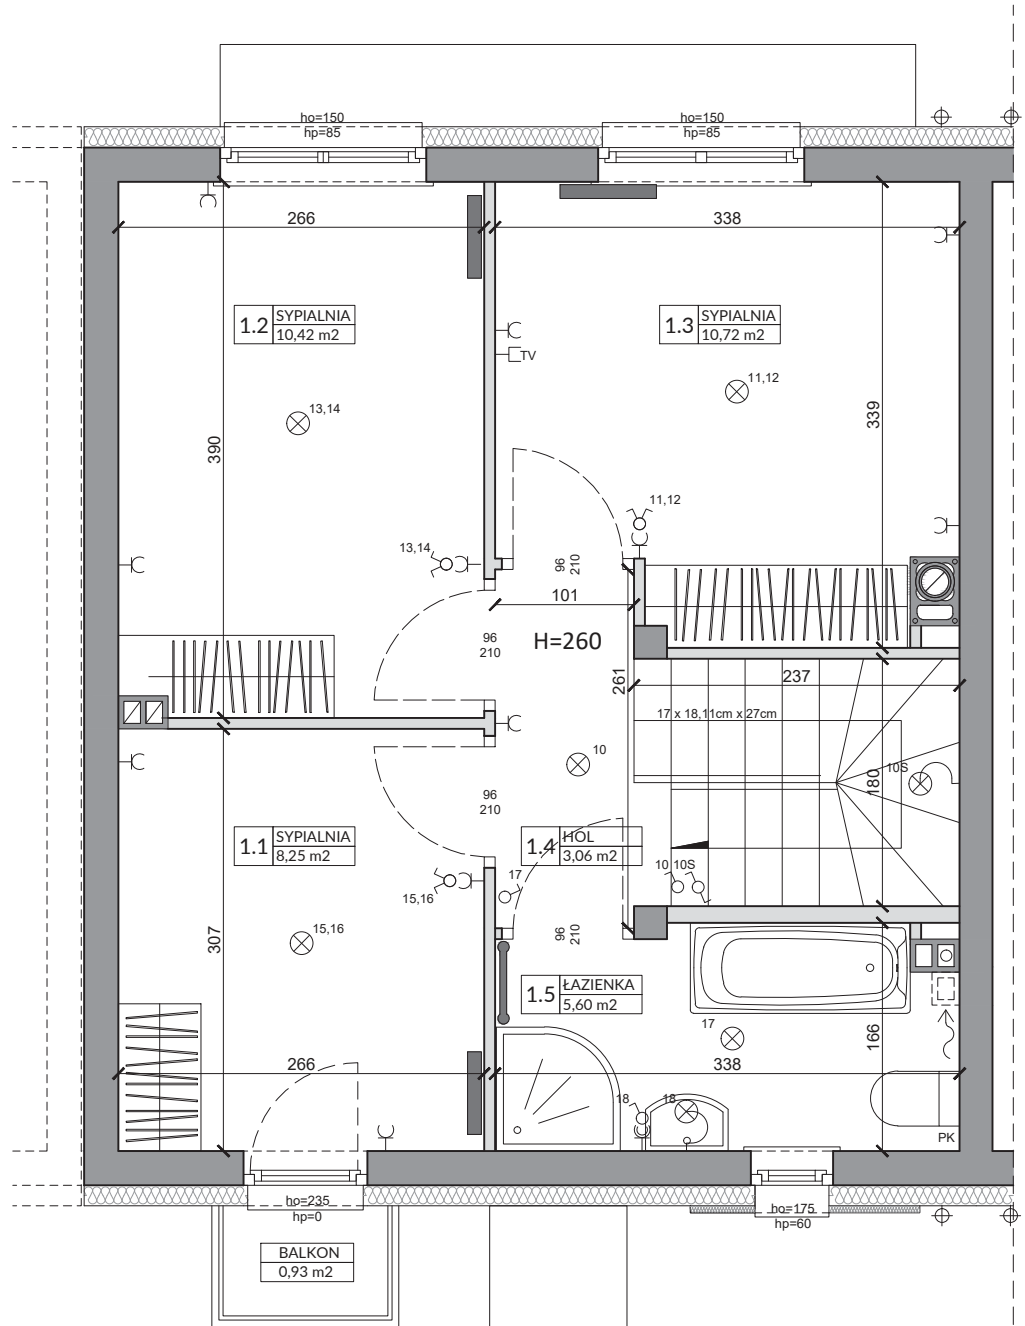 ho=150
hp=85
ho=150
hp=85
266
338
1.2
SYPIALNIA
10,42 m2
1.3
SYPIALNIA
10,72 m2
TV
11,12
13,14
390
339
11,12
13,14
96
210
101
96
210
H=260
261
237
17 x 18,11cm x 27cm
10
180
10S
96
210
1.1
SYPIALNIA
8,25 m2
1.4
HOL
3,06 m2
10
10S
17
15,16
15,16
307
96
210
1.5
ŁAZIENKA
5,60 m2
17
166
266
338
18
18
PK
ho=235
hp=0
ho=175
hp=60
BALKON
0,93 m2